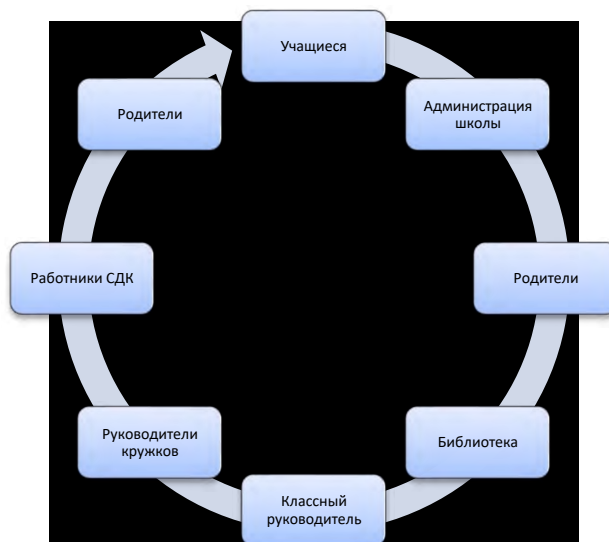 Учащиеся
Администрация
школы
Родители
Библиотека
Классный
руководитель
Руководители
кружков
Работники СДК
Родители